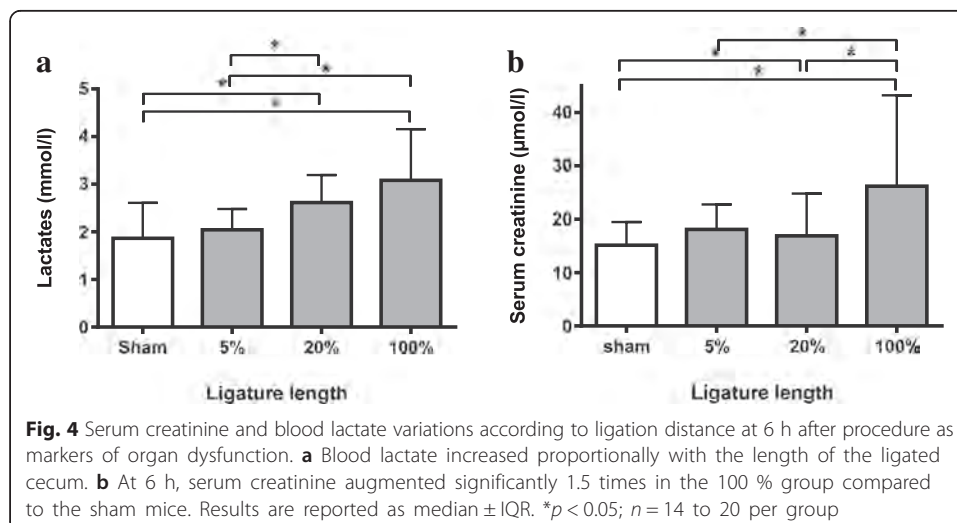 a
*
*
*
*
5
4
3
2
1
0
Lactates (mmol/l)
Sham 5% 20% 100%
Ligature length
b
*
*
*
*
40
30
20
10
0
Serum creatinine (µmol/l)
sham 5% 20% 100%
Ligature length
Fig. 4 Serum creatinine and blood lactate variations according to ligation distance at 6 h after procedure as
markers of organ dysfunction. a Blood lactate increased proportionally with the length of the ligated
cecum. b At 6 h, serum creatinine augmented significantly 1.5 times in the 100 % group compared
to the sham mice. Results are reported as median ± IQR. *p < 0.05; n = 14 to 20 per group